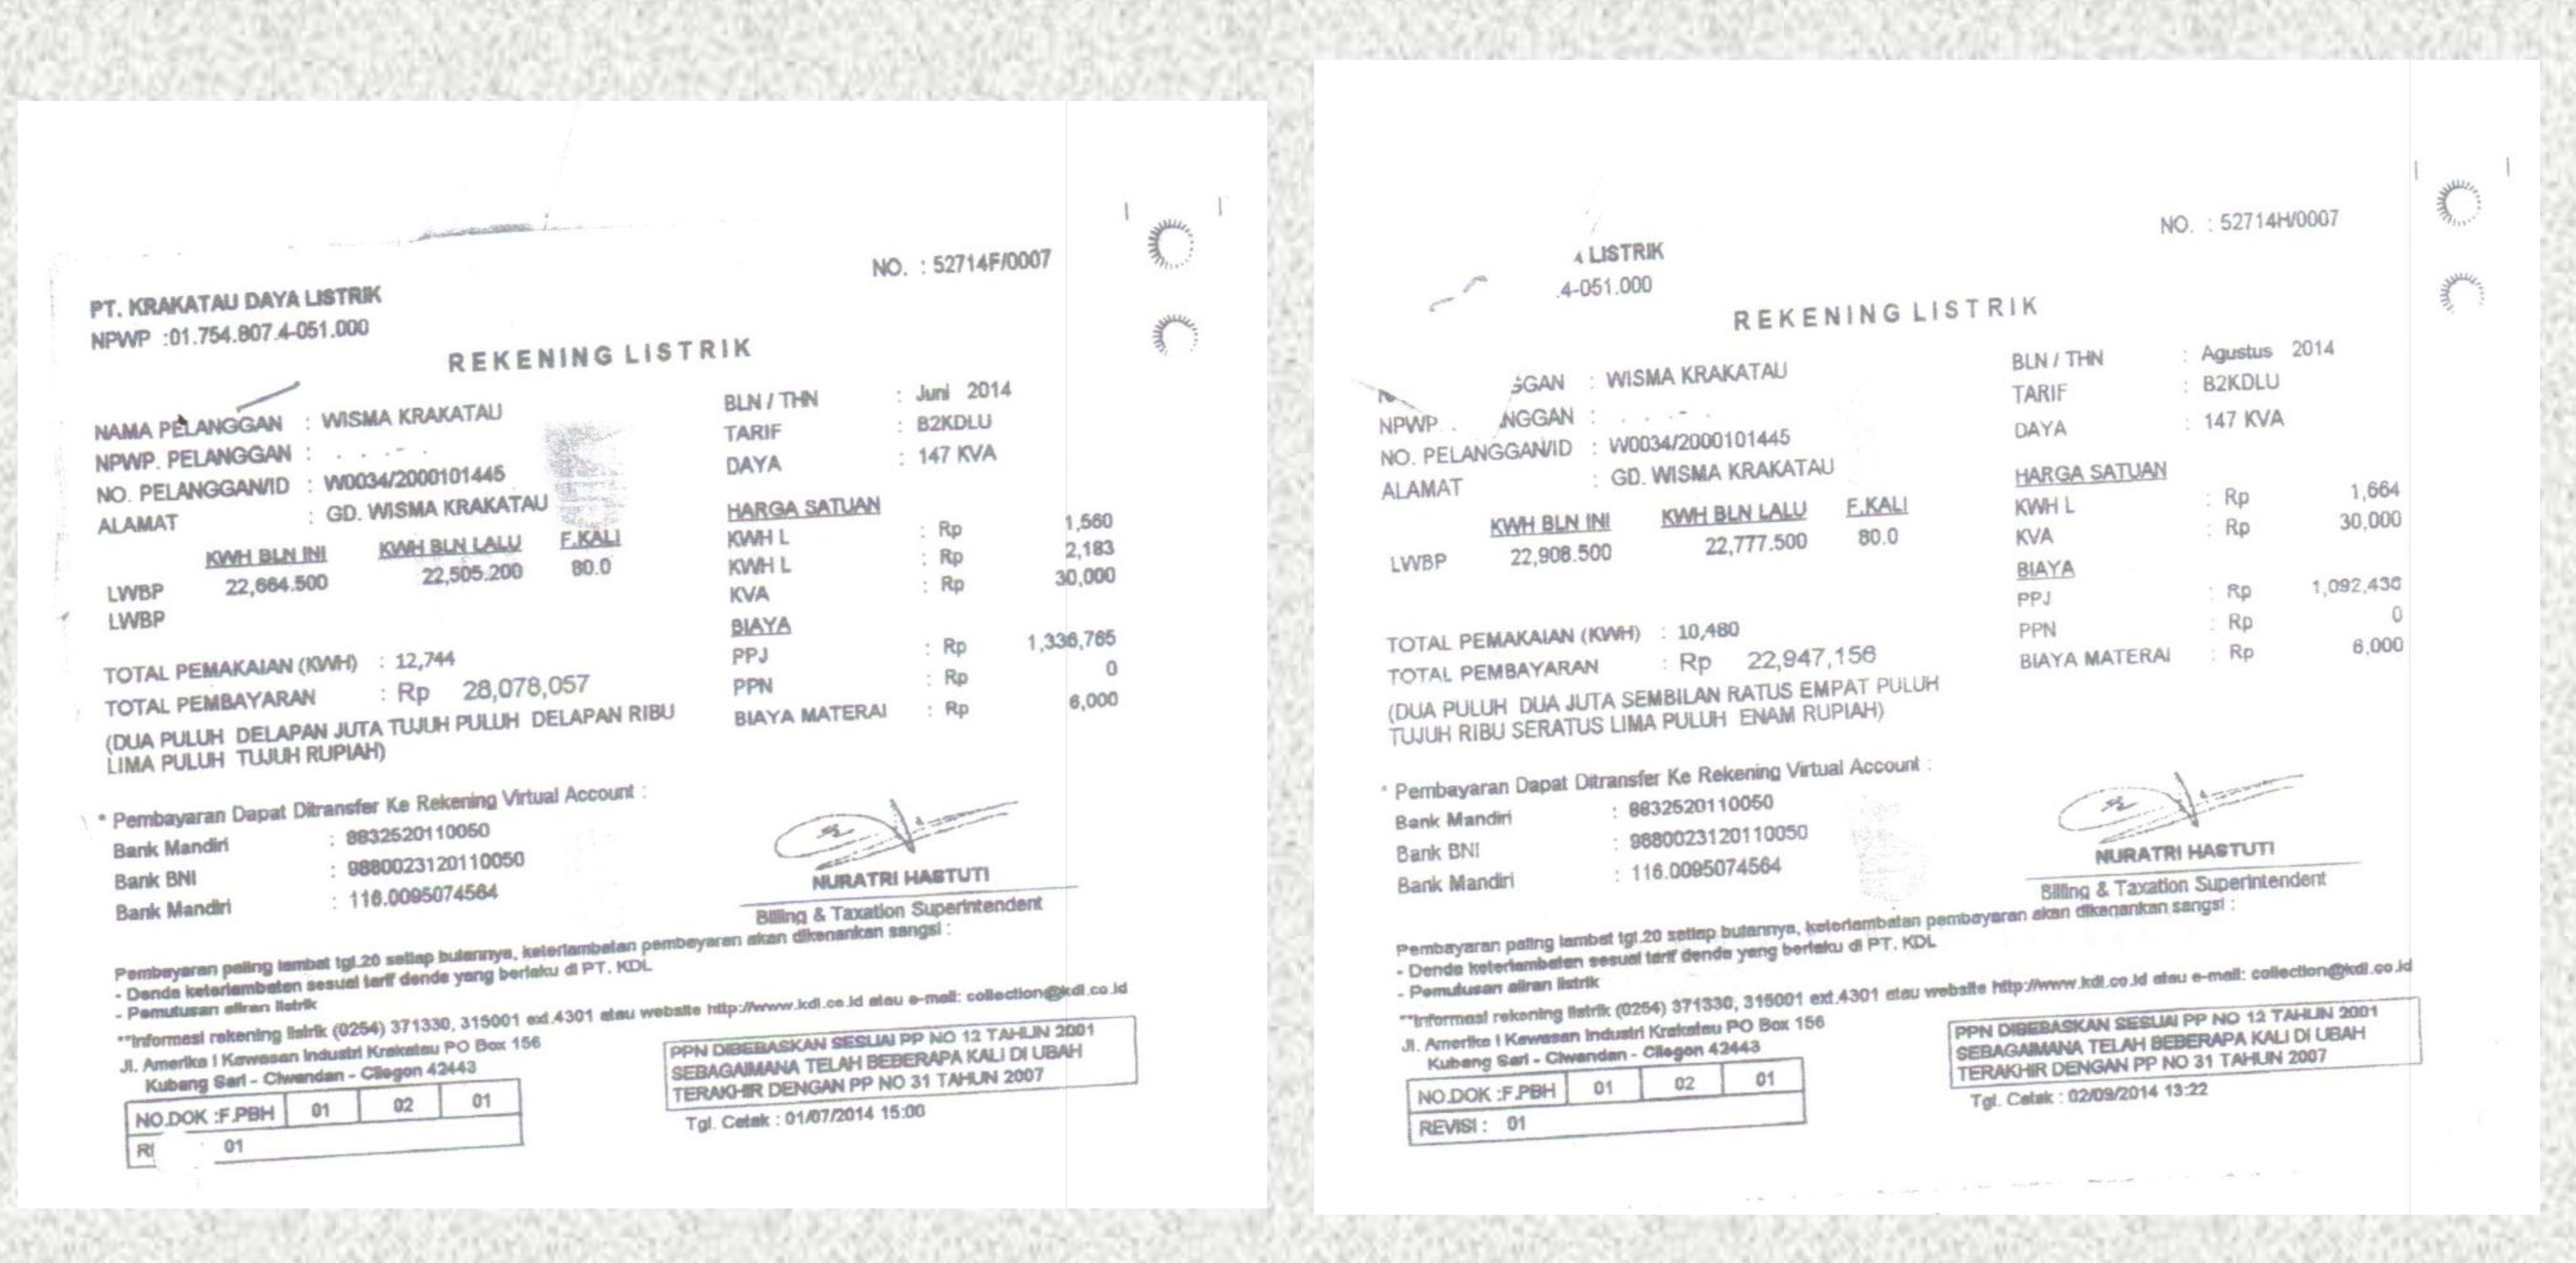 NO. : 52714F/0007
PT. KRAKATAU DAYA LISTRIK
NPWP :01.754.807.4-051.000
REKENING LISTRIK
NAMA PELANGGAN : WISMA KRAKATAU
NPWP. PELANGGAN : . . .-.
NO. PELANGGAN/ID : W0034/2000101445
ALAMAT : GD. WISMA KRAKATAU
BLN / THN : Juni 2014
TARIF : B2KDLU
DAYA : 147 KVA
KWH BLN INI KWH BLN LALU F.KALI
LWBP 22,664.500 22,505.200 80.0
LWBP
HARGA SATUAN
KWH L : Rp 1,560
KWH L : Rp 2,183
KVA : Rp 30,000
BIAYA
PPJ : Rp 1,336,765
PPN : Rp 0
BIAYA MATERAI : Rp 6,000
TOTAL PEMAKAIAN (KWH) : 12,744
TOTAL PEMBAYARAN : Rp 28,078,057
(DUA PULUH DELAPAN JUTA TUJUH PULUH DELAPAN RIBU
LIMA PULUH TUJUH RUPIAH)
* Pembayaran Dapat Ditransfer Ke Rekening Virtual Account :
Bank Mandiri : 8832520110050
Bank BNI : 9880023120110050
Bank Mandiri : 116.0095074564
NURATRI HASTUTI
Billing & Taxation Superintendent
Pembayaran paling lambat tgl.20 setiap bulannya, keterlambatan pembayaran akan dikenankan sangsi :
- Denda keterlambatan sesuai tarif denda yang berlaku di PT. KDL
- Pemutusan aliran listrik
**Informasi rekening listrik (0254) 371330, 315001 ext.4301 atau website http://www.kdl.co.id atau e-mail: collection@kdl.co.id
Jl. Amerika I Kawasan Industri Krakatau PO Box 156
Kubang Sari - Ciwandan - Cilegon 42443
NO.DOK :F.PBH 01 02 01
01
PPN DIBEBASKAN SESUAI PP NO 12 TAHUN 2001
SEBAGAIMANA TELAH BEBERAPA KALI DI UBAH
TERAKHIR DENGAN PP NO 31 TAHUN 2007
Tgl. Cetak : 01/07/2014 15:00
NO. : 52714H/0007
LISTRIK
.4-051.000
REKENING LISTRIK
GGAN : WISMA KRAKATAU
NPWP. NGGAN : . . .-.
NO. PELANGGAN/ID : W0034/2000101445
ALAMAT : GD. WISMA KRAKATAU
BLN / THN : Agustus 2014
TARIF : B2KDLU
DAYA : 147 KVA
KWH BLN INI KWH BLN LALU F.KALI
LWBP 22,908.500 22,777.500 80.0
HARGA SATUAN
KWH L : Rp 1,664
KVA : Rp 30,000
BIAYA
PPJ : Rp 1,092,436
PPN : Rp 0
BIAYA MATERAI : Rp 6,000
TOTAL PEMAKAIAN (KWH) : 10,480
TOTAL PEMBAYARAN : Rp 22,947,156
(DUA PULUH DUA JUTA SEMBILAN RATUS EMPAT PULUH
TUJUH RIBU SERATUS LIMA PULUH ENAM RUPIAH)
* Pembayaran Dapat Ditransfer Ke Rekening Virtual Account :
Bank Mandiri : 8832520110050
Bank BNI : 9880023120110050
Bank Mandiri : 116.0095074564
NURATRI HASTUTI
Billing & Taxation Superintendent
Pembayaran paling lambat tgl.20 setiap bulannya, keterlambatan pembayaran akan dikenankan sangsi :
- Denda keterlambatan sesuai tarif denda yang berlaku di PT. KDL
- Pemutusan aliran listrik
**Informasi rekening listrik (0254) 371330, 315001 ext.4301 atau website http://www.kdl.co.id atau e-mail: collection@kdl.co.id
Jl. Amerika I Kawasan Industri Krakatau PO Box 156
Kubang Sari - Ciwandan - Cilegon 42443
NO.DOK :F.PBH 01 02 01
REVISI : 01
PPN DIBEBASKAN SESUAI PP NO 12 TAHUN 2001
SEBAGAIMANA TELAH BEBERAPA KALI DI UBAH
TERAKHIR DENGAN PP NO 31 TAHUN 2007
Tgl. Cetak : 02/09/2014 13:22